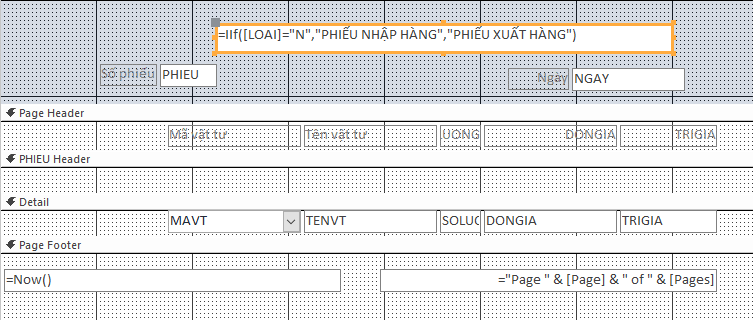 =IIf([LOAI]="N","PHIẾU NHẬP HÀNG","PHIẾU XUẤT HÀNG")
Số phiếu PHIEU Ngày NGAY
Page Header
Mã vật tư Tên vật tư UONG DONGIA TRIGIA
PHIEU Header
Detail
MAVT TENVT SOLUC DONGIA TRIGIA
Page Footer
=Now() ="Page " & [Page] & " of " & [Pages]